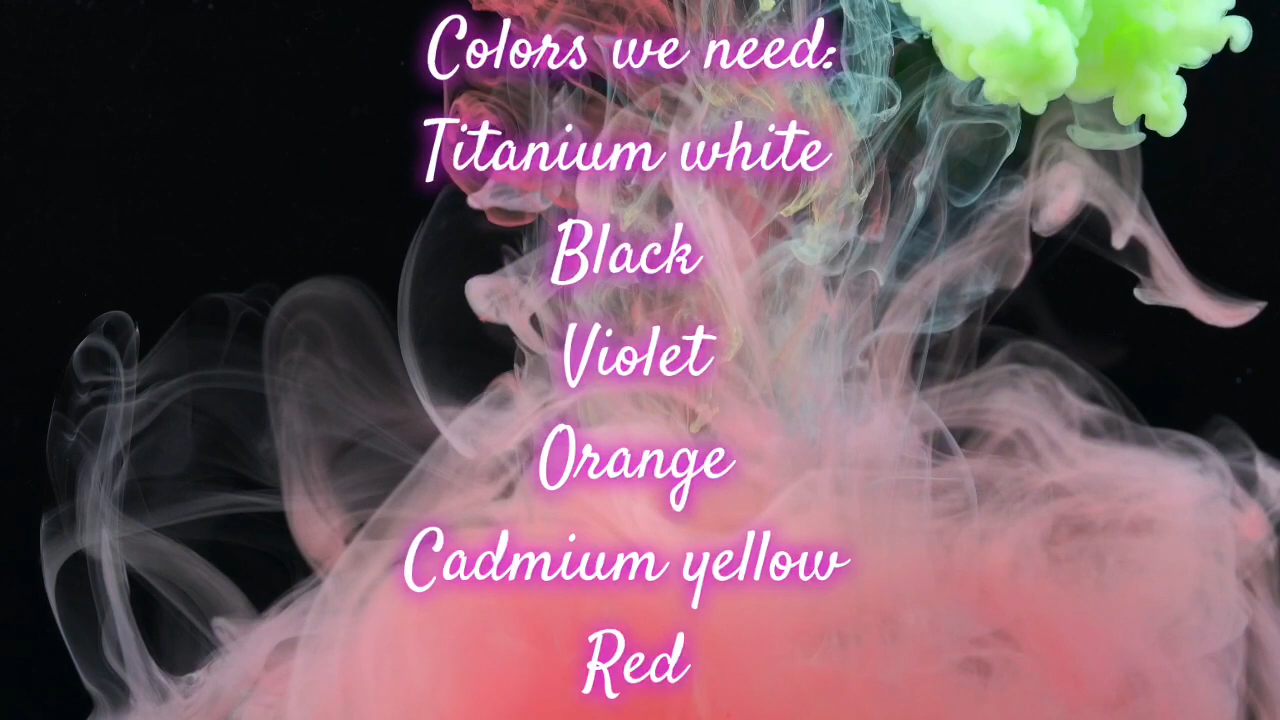 Colors we need:
Titanium white
Black
Violet
Orange
Cadmium yellow
Red